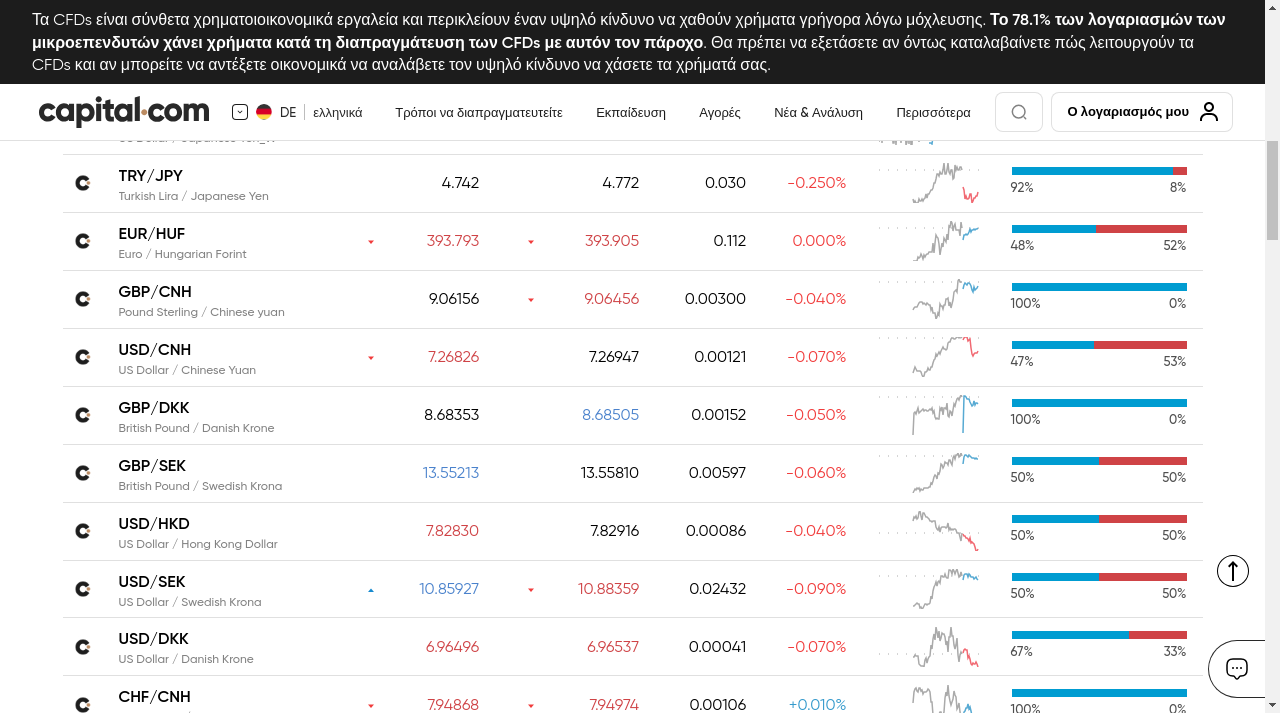 Τα CFDs είναι σύνθετα χρηματοοικονομικά εργαλεία και περικλείουν έναν υψηλό κίνδυνο να χαθούν χρήματα γρήγορα λόγω μόχλευσης. Το 78.1% των λογαριασμών των
μικροεπενδυτών χάνει χρήματα κατά τη διαπραγμάτευση των CFDs με αυτόν τον πάροχο. Θα πρέπει να εξετάσετε αν όντως καταλαβαίνετε πώς λειτουργούν τα
CFDs και αν μπορείτε να αντέξετε οικονομικά να αναλάβετε τον υψηλό κίνδυνο να χάσετε τα χρήματά σας.
capital.com DE ελληνικά Τρόποι να διαπραγματευτείτε Εκπαίδευση Αγορές Νέα & Ανάλυση Περισσότερα Ο λογαριασμός μου
TRY/JPY 4.742 4.772 0.030 -0.250%
Turkish Lira / Japanese Yen 92% 8%
EUR/HUF 393.793 393.905 0.112 0.000%
Euro / Hungarian Forint 48% 52%
GBP/CNH 9.06156 9.06456 0.00300 -0.040%
Pound Sterling / Chinese yuan 100% 0%
USD/CNH 7.26826 7.26947 0.00121 -0.070%
US Dollar / Chinese Yuan 47% 53%
GBP/DKK 8.68353 8.68505 0.00152 -0.050%
British Pound / Danish Krone 100% 0%
GBP/SEK 13.55213 13.55810 0.00597 -0.060%
British Pound / Swedish Krona 50% 50%
USD/HKD 7.82830 7.82916 0.00086 -0.040%
US Dollar / Hong Kong Dollar 50% 50%
USD/SEK 10.85927 10.88359 0.02432 -0.090%
US Dollar / Swedish Krona 50% 50%
USD/DKK 6.96496 6.96537 0.00041 -0.070%
US Dollar / Danish Krone 67% 33%
CHF/CNH 7.94868 7.94974 0.00106 +0.010%
100% 0%